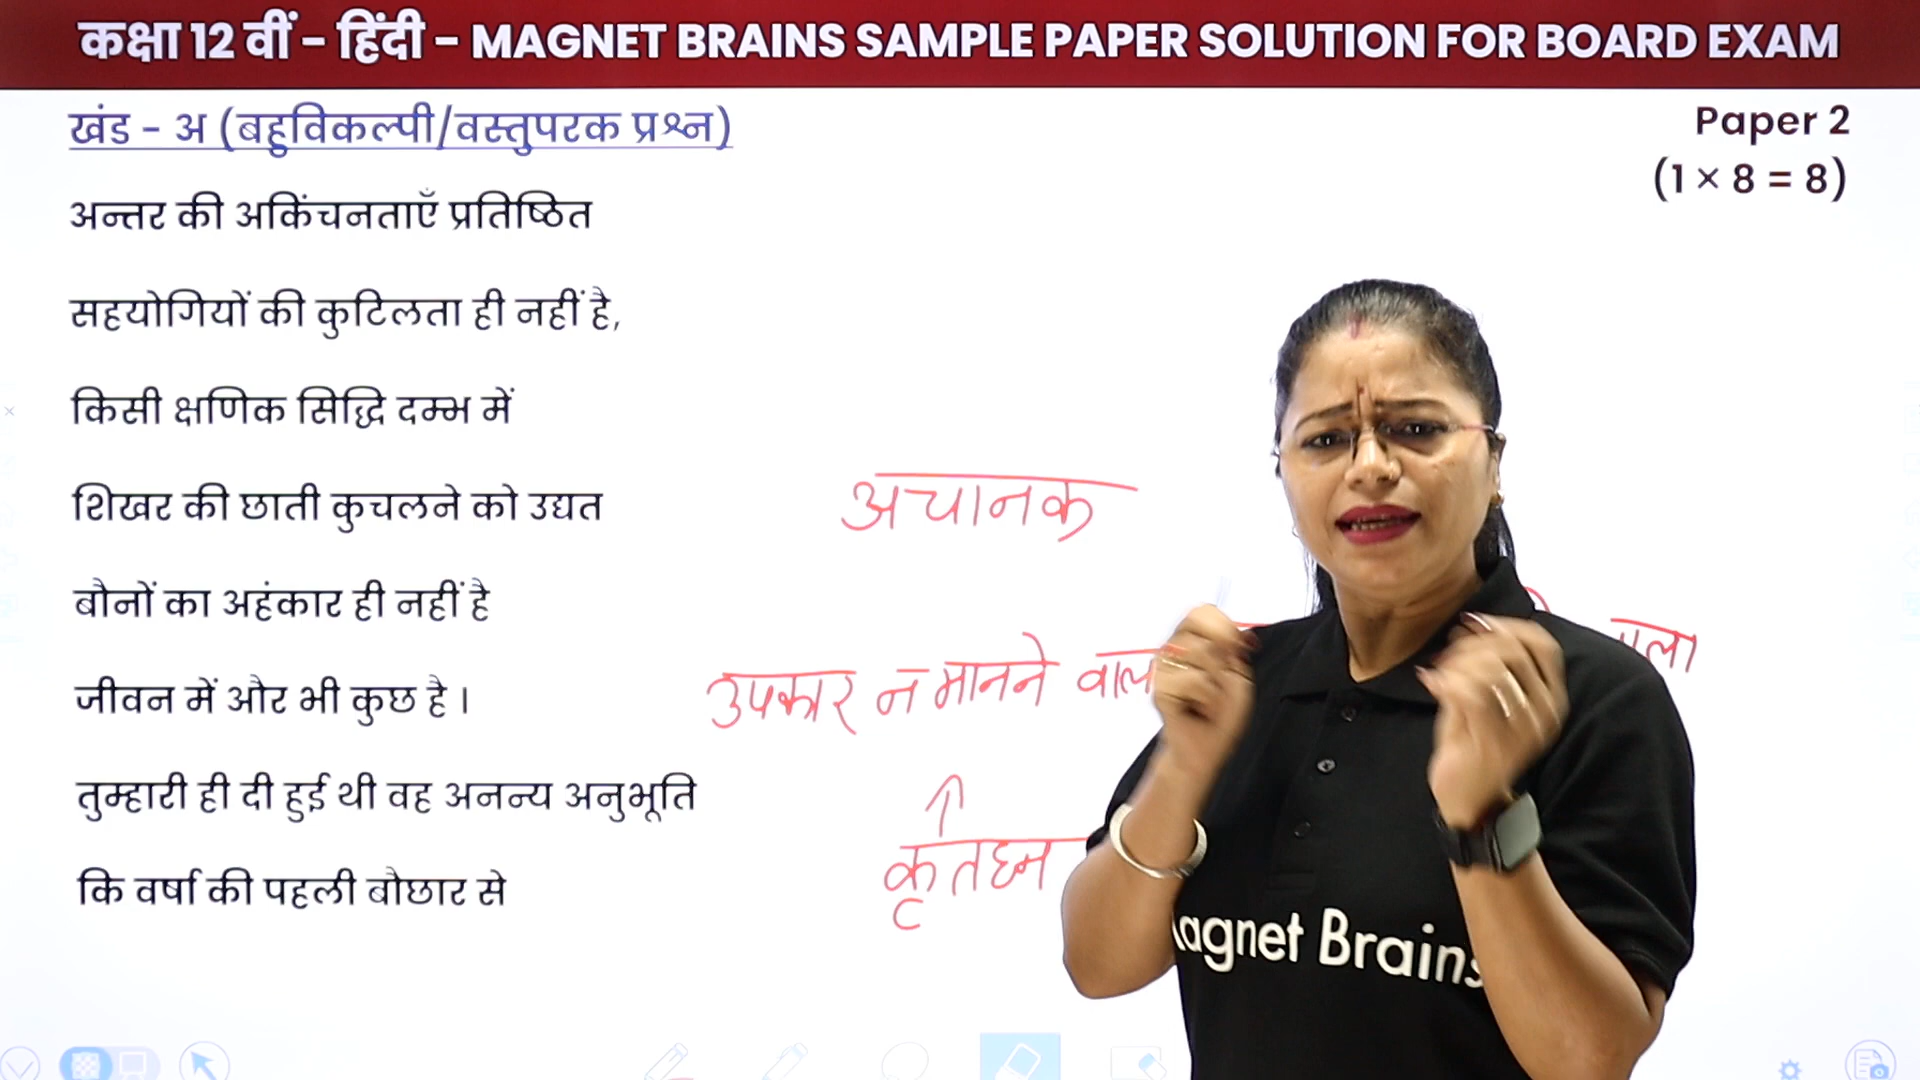 कक्षा 12 वीं - हिंदी - MAGNET BRAINS SAMPLE PAPER SOLUTION FOR BOARD EXAM
खंड - अ (बहुविकल्पी/वस्तुपरक प्रश्न)
Paper 2
(1 × 8 = 8)
अन्तर की अकिंचनताएँ प्रतिष्ठित
सहयोगियों की कुटिलता ही नहीं है,
किसी क्षणिक सिद्धि दम्भ में
शिखर की छाती कुचलने को उद्यत
अचानक
बौनों का अहंकार ही नहीं है
जीवन में और भी कुछ है ।
उपकार न मानने
तुम्हारी ही दी हुई थी वह अनन्य अनुभूति
कृतघ्न
कि वर्षा की पहली बौछार से
agnet Brains